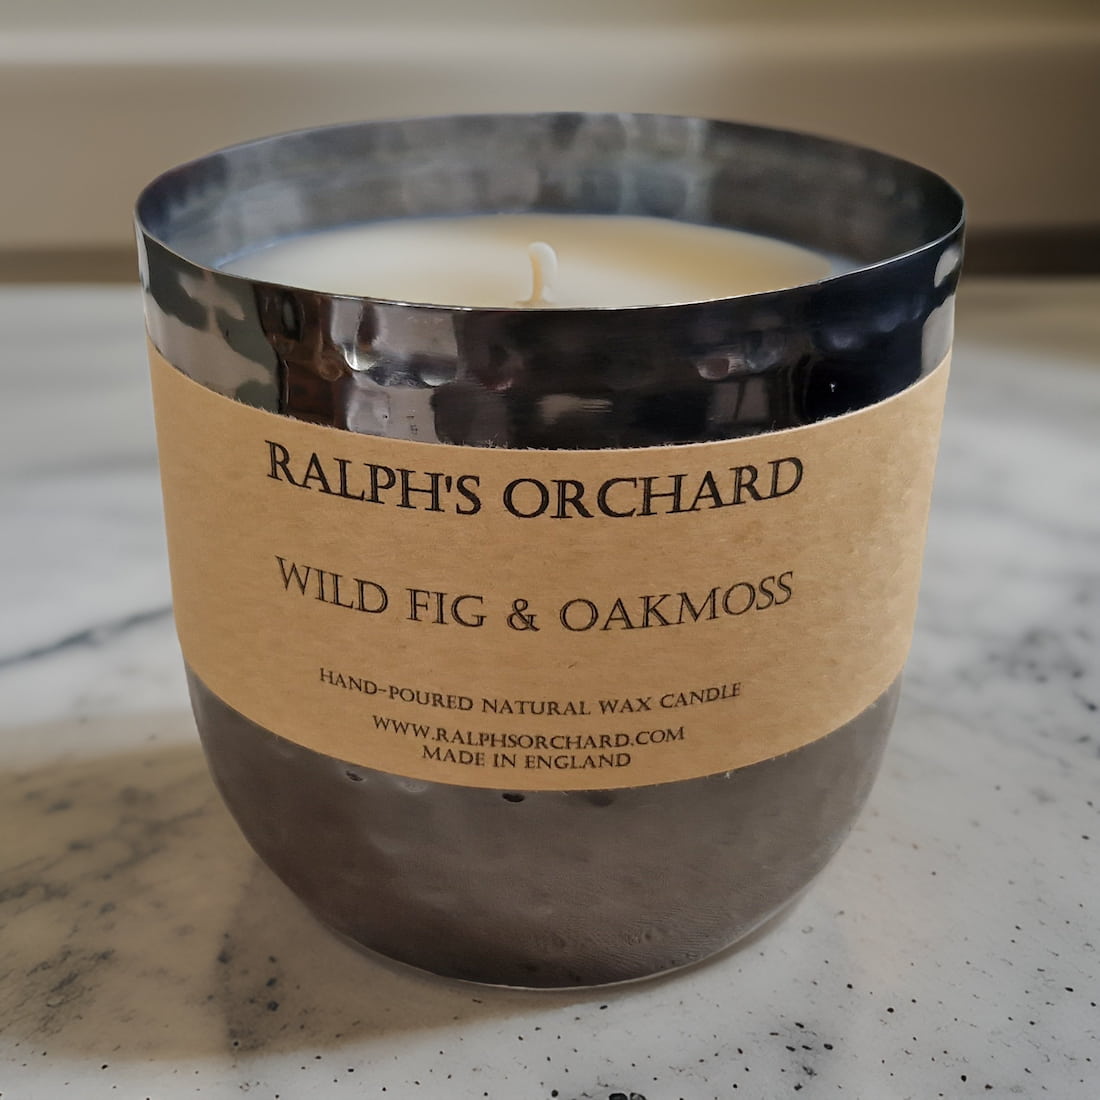 RALPH'S ORCHARD
WILD FIG & OAKMOSS
HAND-POURED NATURAL WAX CANDLE
WWW.RALPHSORCHARD.COM
MADE IN ENGLAND